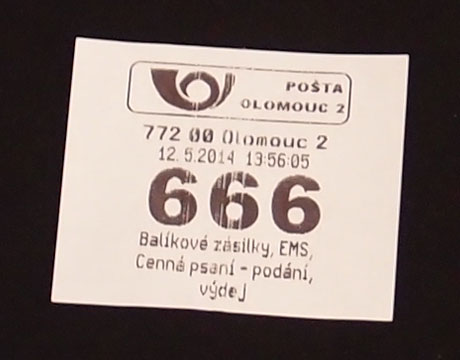 POŠTA
OLOMOUC 2
772 00 Olomouc 2
12.5.2014 13:56:05
666
Balíkové zásilky, EMS,
Cenná psaní - podání,
výdej